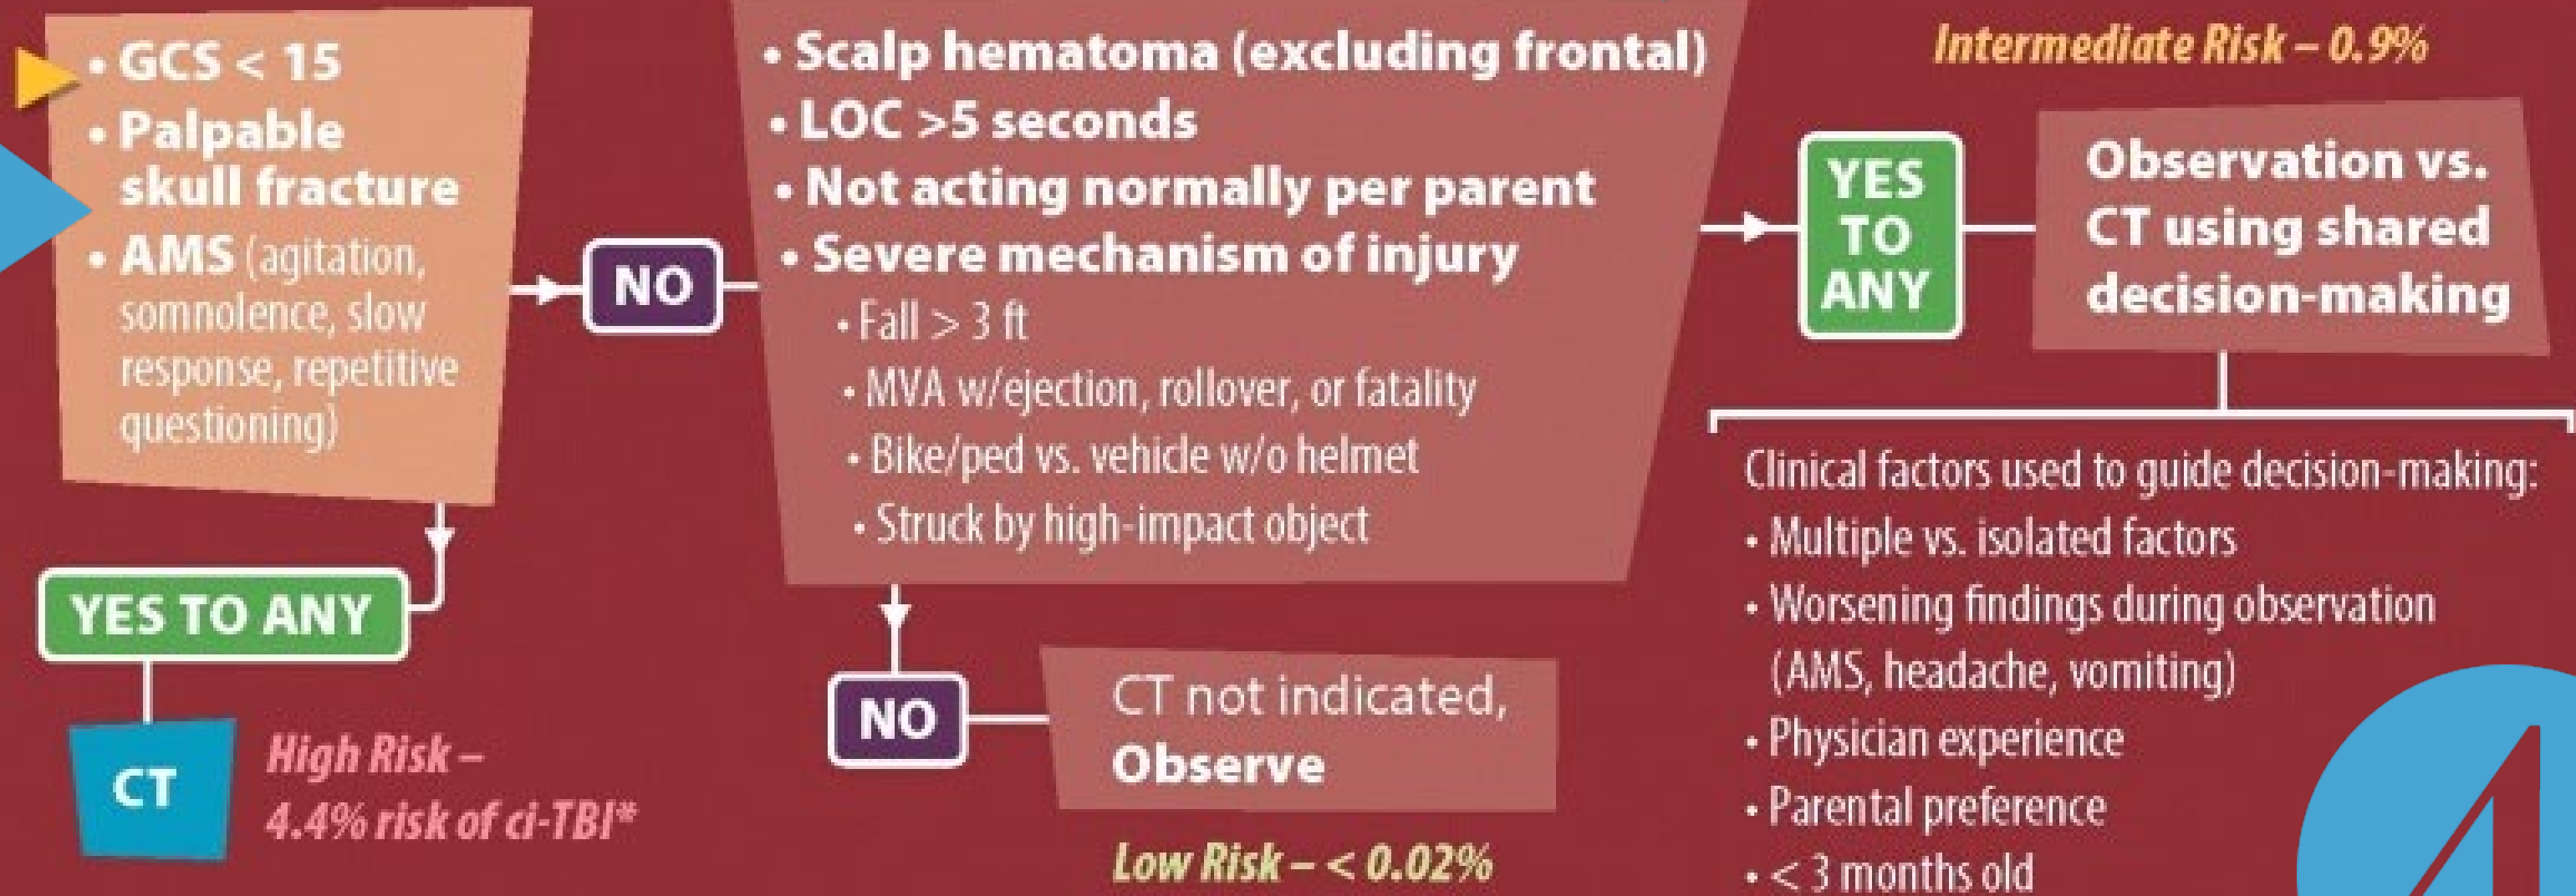 • GCS < 15
• Palpable
skull fracture
• AMS (agitation,
somnolence, slow
response, repetitive
questioning)
YES TO ANY
CT
High Risk –
4.4% risk of ci-TBI*
NO
• Scalp hematoma (excluding frontal)
• LOC >5 seconds
• Not acting normally per parent
• Severe mechanism of injury
• Fall > 3 ft
• MVA w/ejection, rollover, or fatality
• Bike/ped vs. vehicle w/o helmet
• Struck by high-impact object
NO
CT not indicated,
Observe
Low Risk – < 0.02%
Intermediate Risk – 0.9%
YES
TO
ANY
Observation vs.
CT using shared
decision-making
Clinical factors used to guide decision-making:
• Multiple vs. isolated factors
• Worsening findings during observation
(AMS, headache, vomiting)
• Physician experience
• Parental preference
• < 3 months old
4